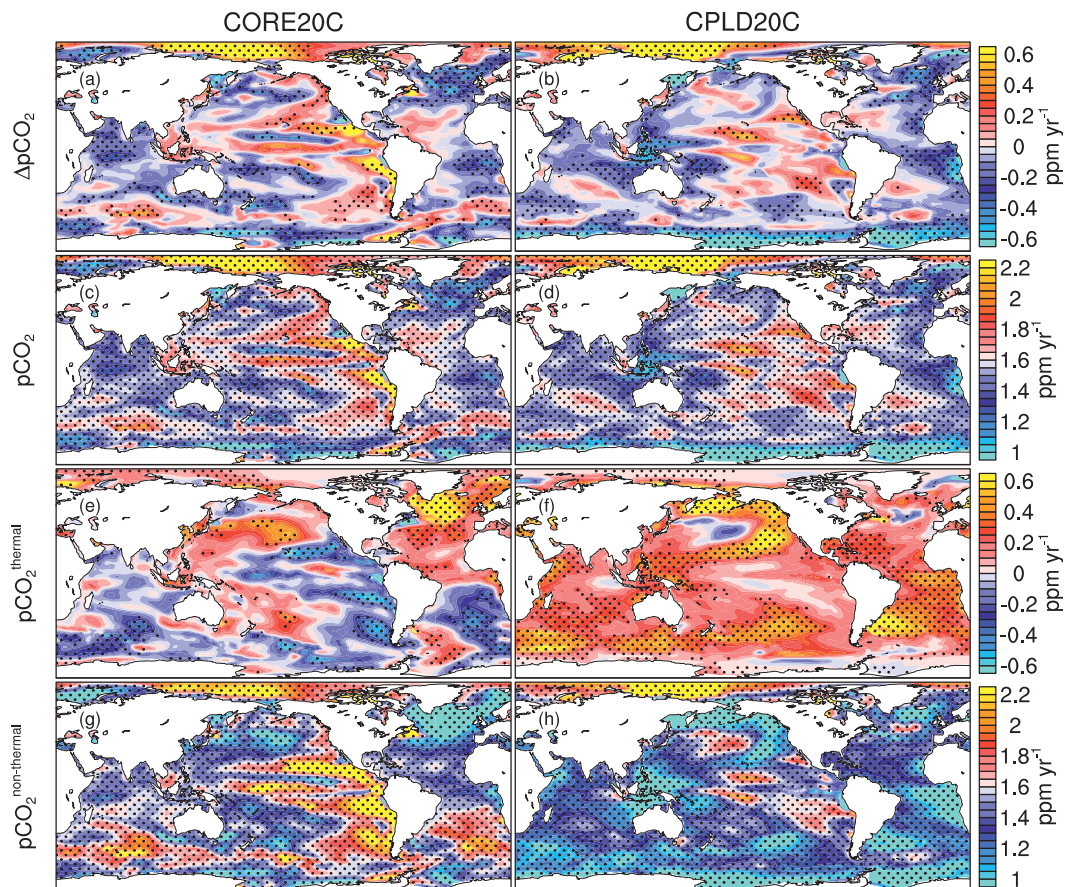 CORE20C CPLD20C
(a) (b)
ΔpCO₂
0.6
0.4
0.2
0
-0.2
-0.4
-0.6
ppm yr⁻¹
(c) (d)
pCO₂
2.2
2
1.8
1.6
1.4
1.2
1
ppm yr⁻¹
(e) (f)
pCO₂ᵗʰᵉʳᵐᵃˡ
0.6
0.4
0.2
0
-0.2
-0.4
-0.6
ppm yr⁻¹
(g) (h)
pCO₂ⁿᵒⁿ⁻ᵗʰᵉʳᵐᵃˡ
2.2
2
1.8
1.6
1.4
1.2
1
ppm yr⁻¹